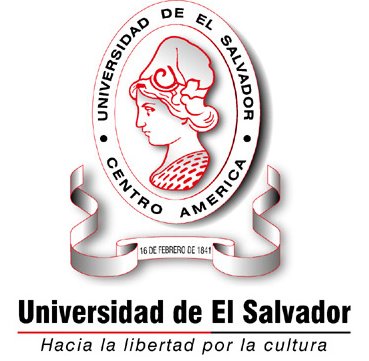 UNIVERSIDAD DE EL SALVADOR
• CENTRO AMERICA •
16 DE FEBRERO DE 1841
Universidad de El Salvador
Hacia la libertad por la cultura